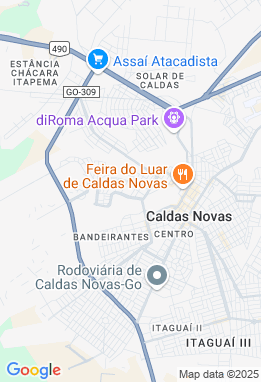 490
Assaí Atacadista
ESTÂNCIA
CHÁCARA
ITAPEMA
SOLAR DE
CALDAS
GO-309
diRoma Acqua Park
Feira do Luar
de Caldas Novas
Caldas Novas
BANDEIRANTES
CENTRO
Rodoviária de
Caldas Novas-Go
ITAGUAÍ II
ITAGUAÍ III
Google
Map data ©2025